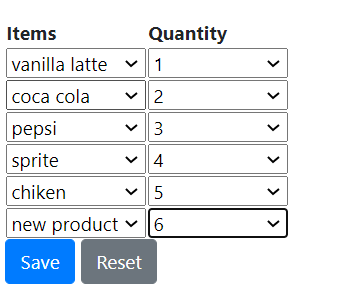 Items Quantity
vanilla latte 1
coca cola 2
pepsi 3
sprite 4
chiken 5
new product 6
Save Reset